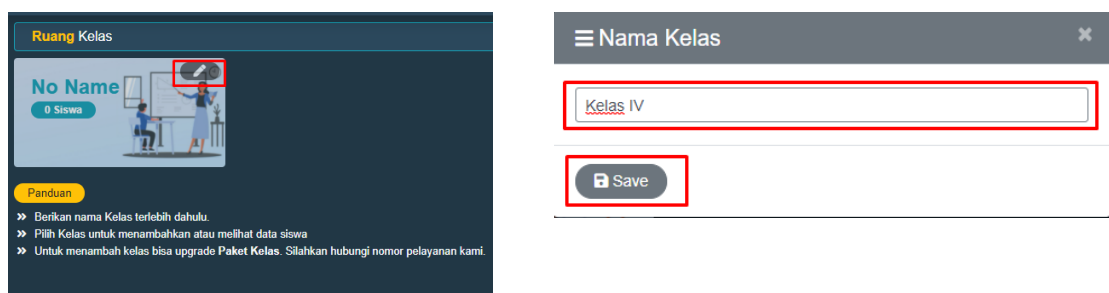 Ruang Kelas
No Name
0 Siswa
Panduan
Berikan nama Kelas terlebih dahulu.
Pilih Kelas untuk menambahkan atau melihat data siswa
Untuk menambah kelas bisa upgrade Paket Kelas. Silahkan hubungi nomor pelayanan kami.
Nama Kelas
Kelas IV
Save